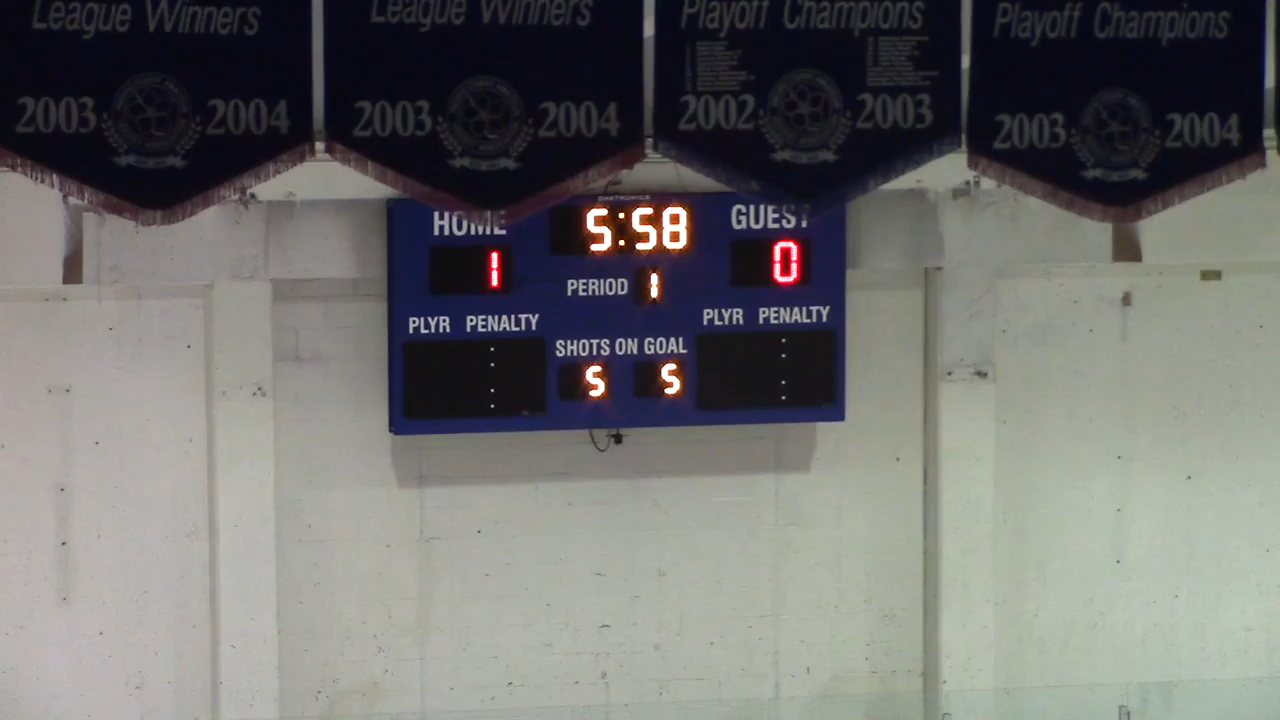 League Winners
2003 2004
League Winners
2003 2004
Playoff Champions
2002 2003
Playoff Champions
2003 2004
DAKTRONICS
HOME 5:58 GUEST
1 0
PERIOD 1
PLYR PENALTY
PLYR PENALTY
SHOTS ON GOAL
5 5